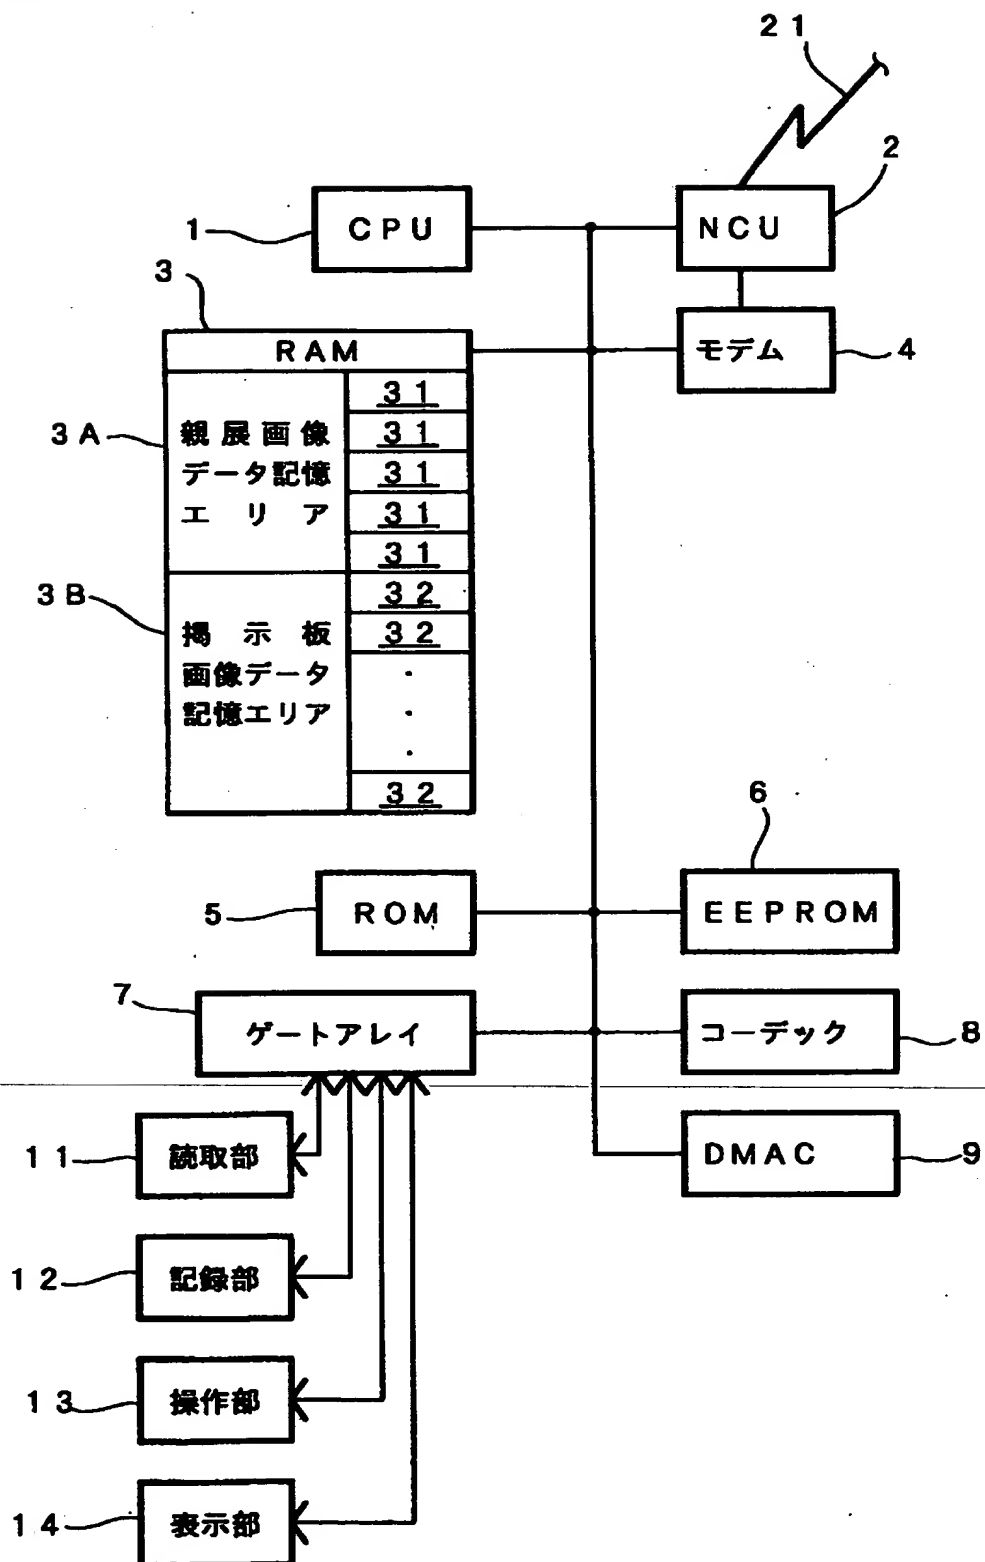 21
2
1 CPU NCU
3
RAM モデム 4
31
3A 親展画像 31
データ記憶 31
エリア 31
31
3B 32
掲示板 32
画像データ ・
記憶エリア ・
・
32
6
5 ROM EEPROM
7 ゲートアレイ コーデック 8
11 読取部 DMAC 9
12 記録部
13 操作部
14 表示部